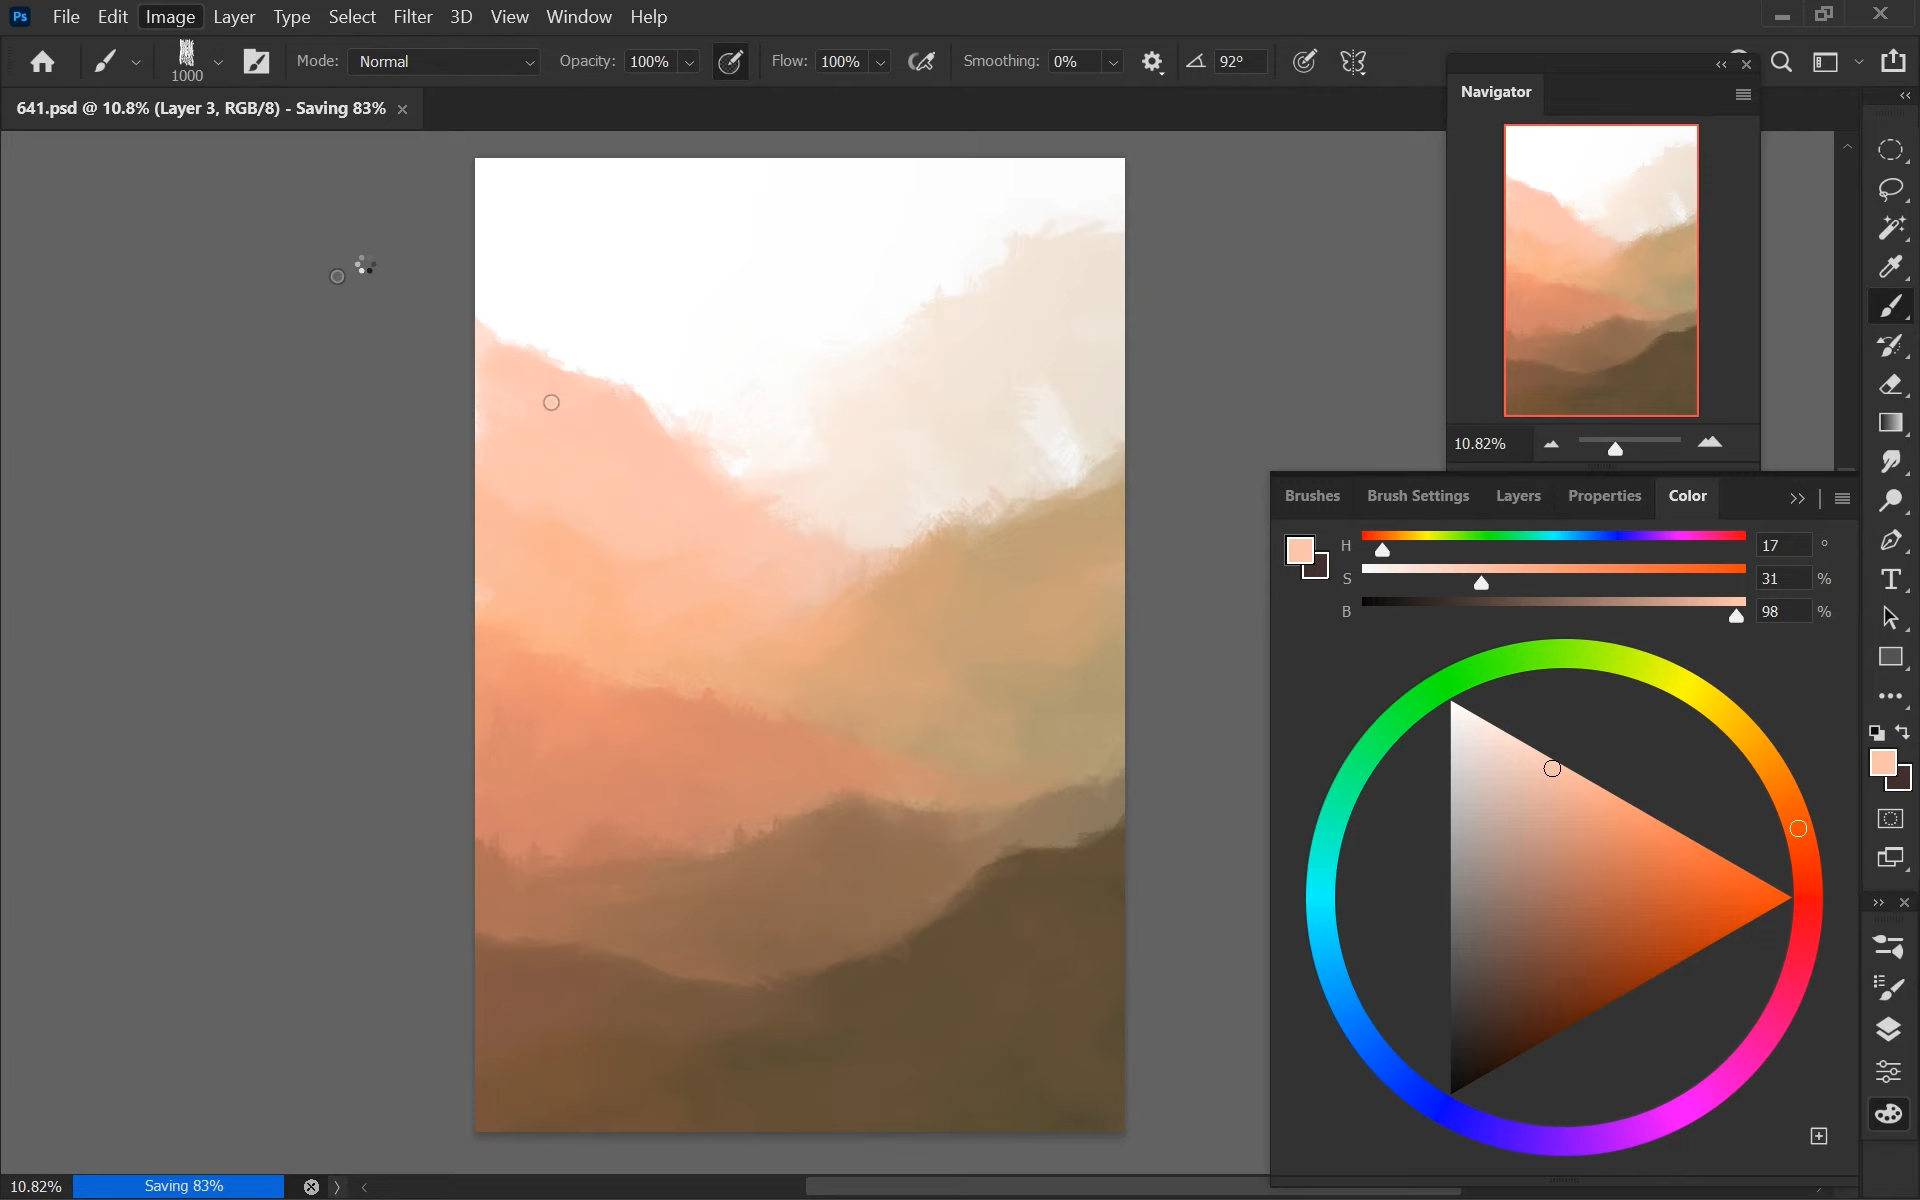 Ps File Edit Image Layer Type Select Filter 3D View Window Help
1000 Mode: Normal Opacity: 100% Flow: 100% Smoothing: 0% 92°
641.psd @ 10.8% (Layer 3, RGB/8) - Saving 83%
Navigator
10.82%
Brushes Brush Settings Layers Properties Color
H 17 °
S 31 %
B 98 %
10.82% Saving 83%